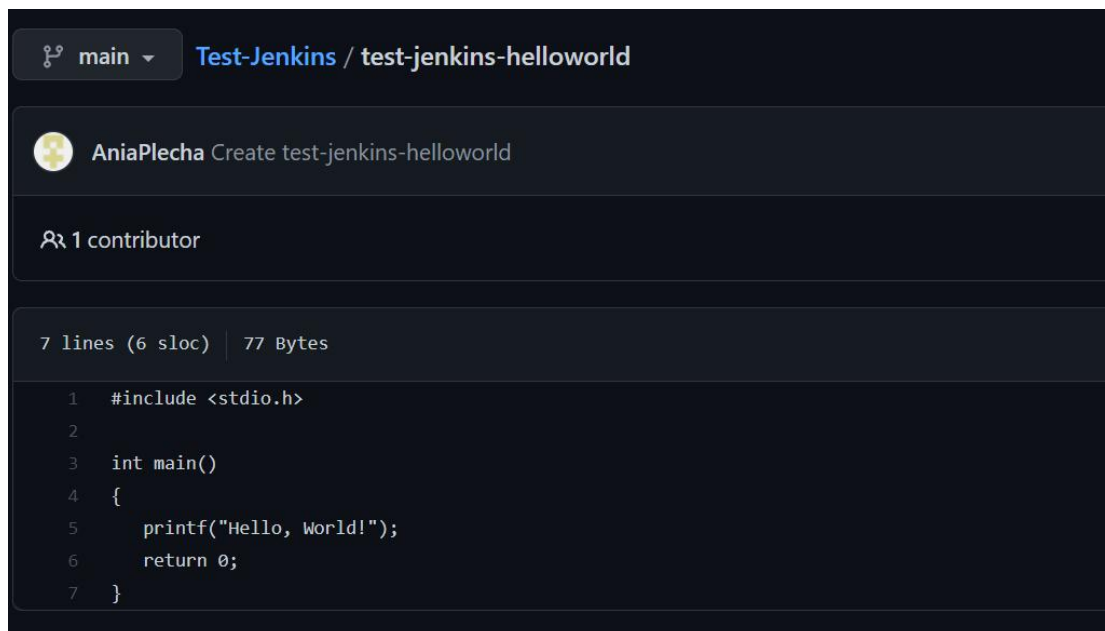 main
Test-Jenkins / test-jenkins-helloworld
AniaPlecha Create test-jenkins-helloworld
1 contributor
7 lines (6 sloc) 77 Bytes
1 #include <stdio.h>
2
3 int main()
4 {
5    printf("Hello, World!");
6    return 0;
7 }